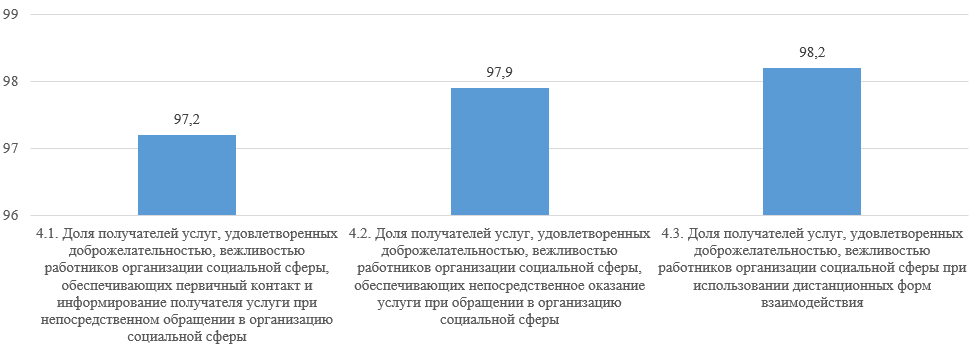 99
98
97
96
97,2
97,9
98,2
4.1. Доля получателей услуг, удовлетворенных
доброжелательностью, вежливостью
работников организации социальной сферы,
обеспечивающих первичный контакт и
информирование получателя услуги при
непосредственном обращении в организацию
социальной сферы
4.2. Доля получателей услуг, удовлетворенных
доброжелательностью, вежливостью
работников организации социальной сферы,
обеспечивающих непосредственное оказание
услуги при обращении в организацию
социальной сферы
4.3. Доля получателей услуг, удовлетворенных
доброжелательностью, вежливостью
работников организации социальной сферы при
использовании дистанционных форм
взаимодействия